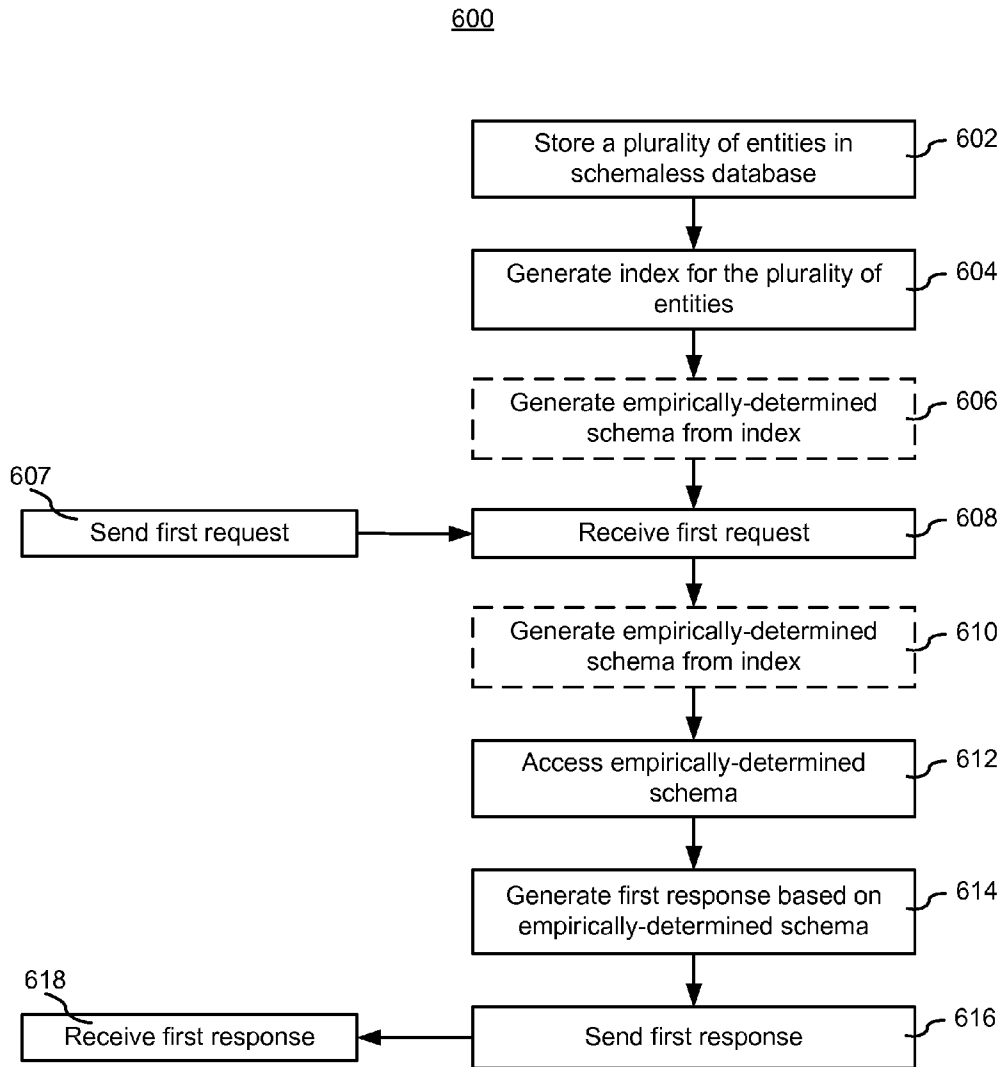 600
Store a plurality of entities in
schemaless database
602
Generate index for the plurality of
entities
604
Generate empirically-determined
schema from index
606
607
Send first request
Receive first request
608
Generate empirically-determined
schema from index
610
Access empirically-determined
schema
612
Generate first response based on
empirically-determined schema
614
618
Receive first response
Send first response
616